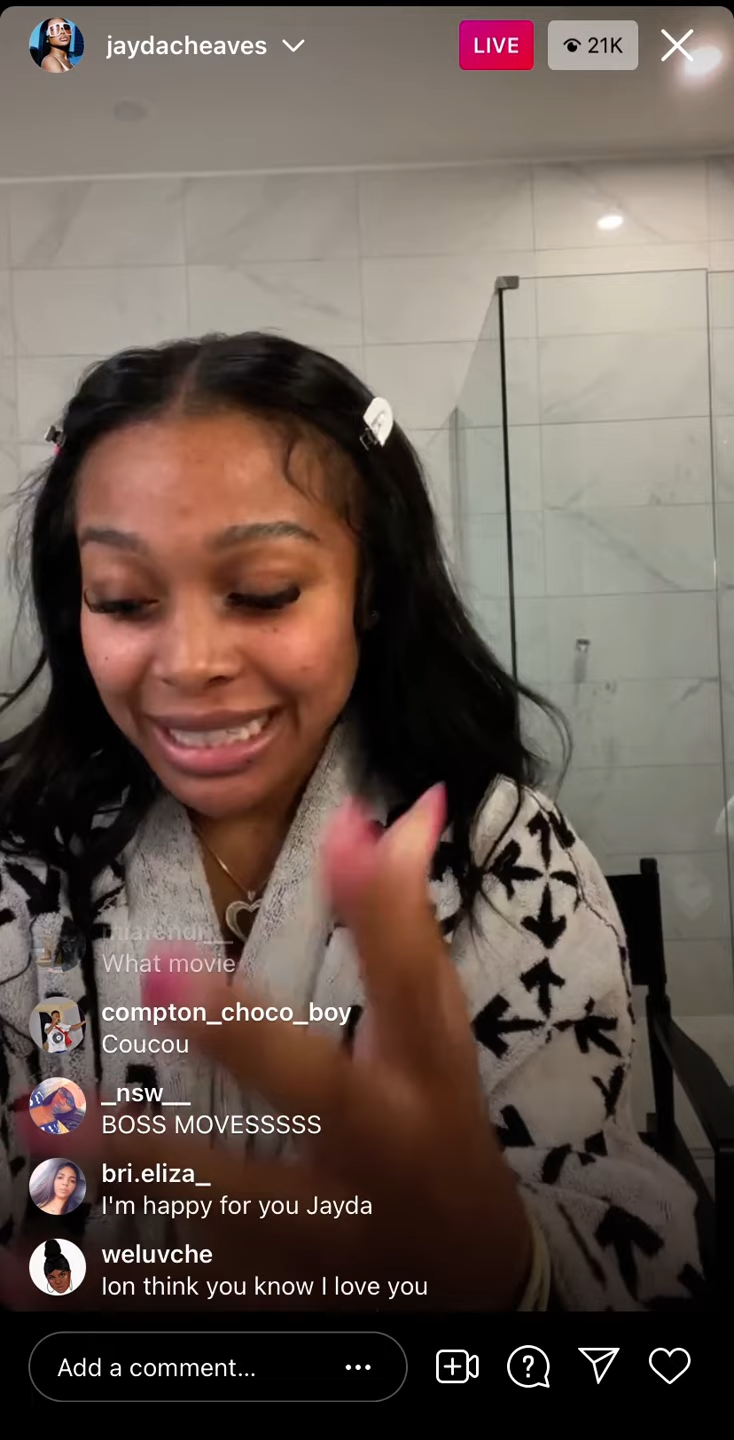 jaydacheaves
LIVE
21K
What movie
compton_choco_boy
Coucou
_nsw__
BOSS MOVESSSSS
bri.eliza_
I'm happy for you Jayda
weluvche
Ion think you know I love you
Add a comment...